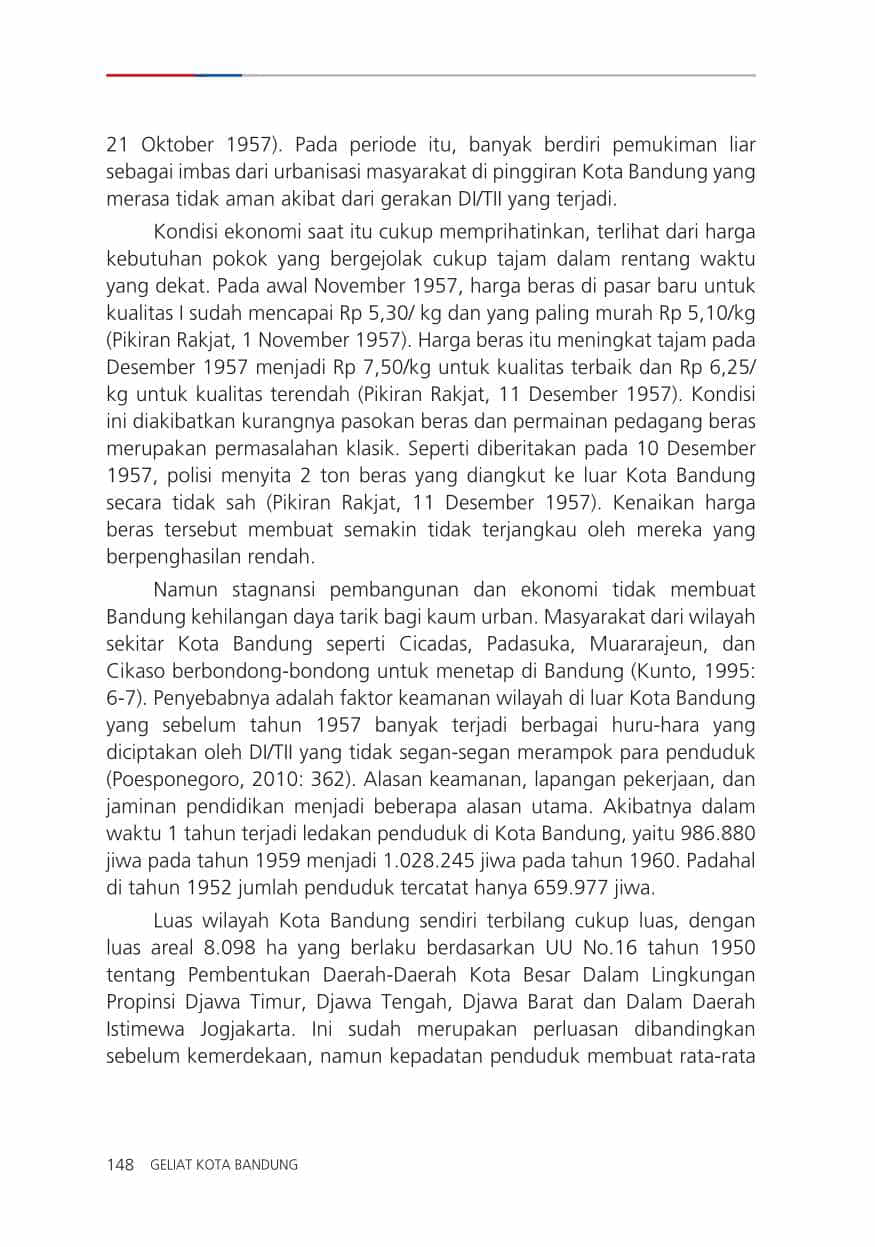 21 Oktober 1957). Pada periode itu, banyak berdiri pemukiman liar
sebagai imbas dari urbanisasi masyarakat di pinggiran Kota Bandung yang
merasa tidak aman akibat dari gerakan DI/TII yang terjadi.
Kondisi ekonomi saat itu cukup memprihatinkan, terlihat dari harga
kebutuhan pokok yang bergejolak cukup tajam dalam rentang waktu
yang dekat. Pada awal November 1957, harga beras di pasar baru untuk
kualitas I sudah mencapai Rp 5,30/ kg dan yang paling murah Rp 5,10/kg
(Pikiran Rakjat, 1 November 1957). Harga beras itu meningkat tajam pada
Desember 1957 menjadi Rp 7,50/kg untuk kualitas terbaik dan Rp 6,25/
kg untuk kualitas terendah (Pikiran Rakjat, 11 Desember 1957). Kondisi
ini diakibatkan kurangnya pasokan beras dan permainan pedagang beras
merupakan permasalahan klasik. Seperti diberitakan pada 10 Desember
1957, polisi menyita 2 ton beras yang diangkut ke luar Kota Bandung
secara tidak sah (Pikiran Rakjat, 11 Desember 1957). Kenaikan harga
beras tersebut membuat semakin tidak terjangkau oleh mereka yang
berpenghasilan rendah.
Namun stagnansi pembangunan dan ekonomi tidak membuat
Bandung kehilangan daya tarik bagi kaum urban. Masyarakat dari wilayah
sekitar Kota Bandung seperti Cicadas, Padasuka, Muararajeun, dan
Cikaso berbondong-bondong untuk menetap di Bandung (Kunto, 1995:
6-7). Penyebabnya adalah faktor keamanan wilayah di luar Kota Bandung
yang sebelum tahun 1957 banyak terjadi berbagai huru-hara yang
diciptakan oleh DI/TII yang tidak segan-segan merampok para penduduk
(Poesponegoro, 2010: 362). Alasan keamanan, lapangan pekerjaan, dan
jaminan pendidikan menjadi beberapa alasan utama. Akibatnya dalam
waktu 1 tahun terjadi ledakan penduduk di Kota Bandung, yaitu 986.880
jiwa pada tahun 1959 menjadi 1.028.245 jiwa pada tahun 1960. Padahal
di tahun 1952 jumlah penduduk tercatat hanya 659.977 jiwa.
Luas wilayah Kota Bandung sendiri terbilang cukup luas, dengan
luas areal 8.098 ha yang berlaku berdasarkan UU No.16 tahun 1950
tentang Pembentukan Daerah-Daerah Kota Besar Dalam Lingkungan
Propinsi Djawa Timur, Djawa Tengah, Djawa Barat dan Dalam Daerah
Istimewa Jogjakarta. Ini sudah merupakan perluasan dibandingkan
sebelum kemerdekaan, namun kepadatan penduduk membuat rata-rata
148 GELIAT KOTA BANDUNG